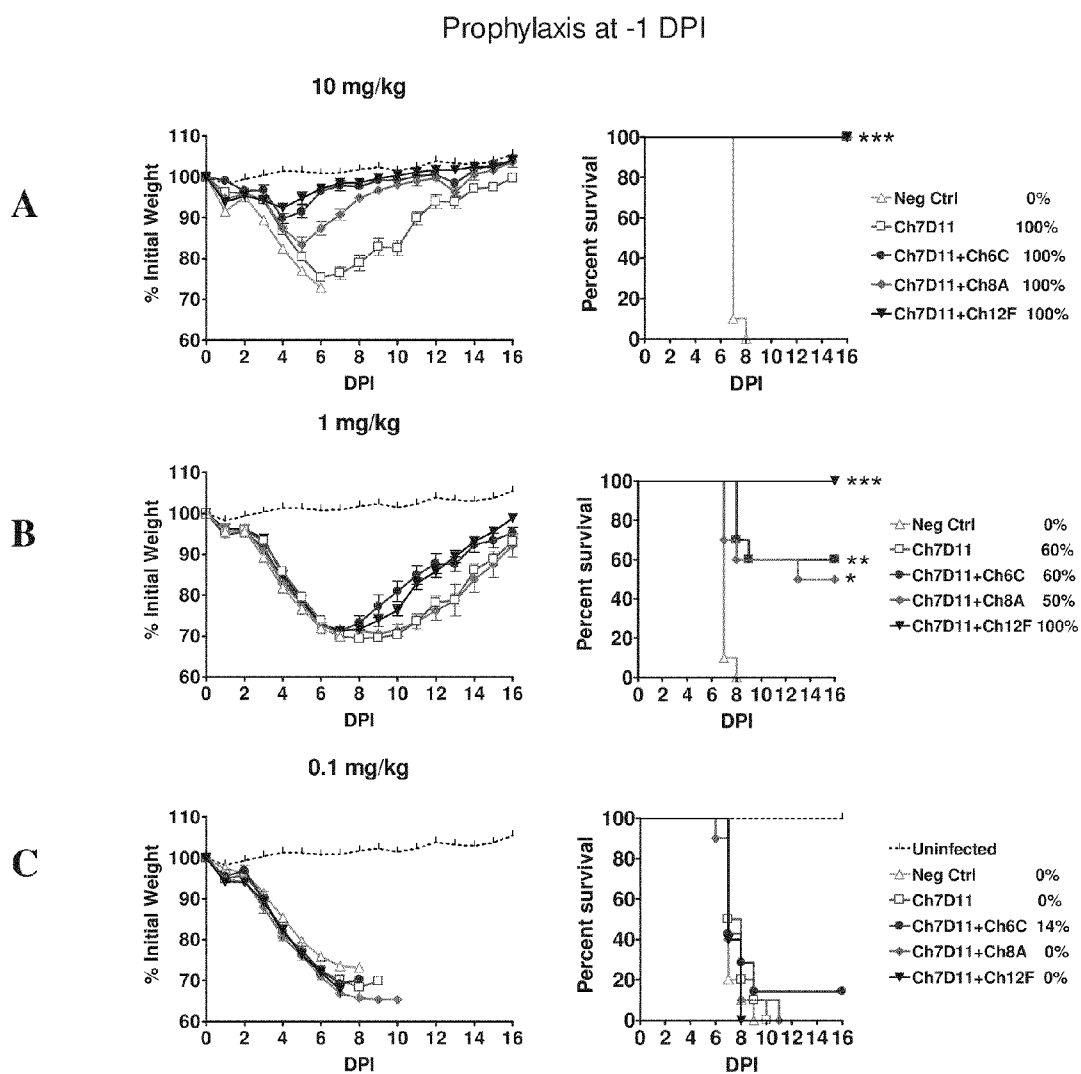 Prophylaxis at -1 DPI
10 mg/kg
A
% Initial Weight
110
100
90
80
70
60
0 2 4 6 8 10 12 14 16
DPI
Percent survival
100
80
60
40
20
0
0 2 4 6 8 10 12 14 16
DPI
***
Neg Ctrl 0%
Ch7D11 100%
Ch7D11+Ch6C 100%
Ch7D11+Ch8A 100%
Ch7D11+Ch12F 100%
1 mg/kg
B
% Initial Weight
110
100
90
80
70
60
0 2 4 6 8 10 12 14 16
DPI
Percent survival
100
80
60
40
20
0
0 2 4 6 8 10 12 14 16
DPI
***
**
*
Neg Ctrl 0%
Ch7D11 60%
Ch7D11+Ch6C 60%
Ch7D11+Ch8A 50%
Ch7D11+Ch12F 100%
0.1 mg/kg
C
% Initial Weight
110
100
90
80
70
60
0 2 4 6 8 10 12 14 16
DPI
Percent survival
100
80
60
40
20
0
0 2 4 6 8 10 12 14 16
DPI
Uninfected
Neg Ctrl 0%
Ch7D11 0%
Ch7D11+Ch6C 14%
Ch7D11+Ch8A 0%
Ch7D11+Ch12F 0%